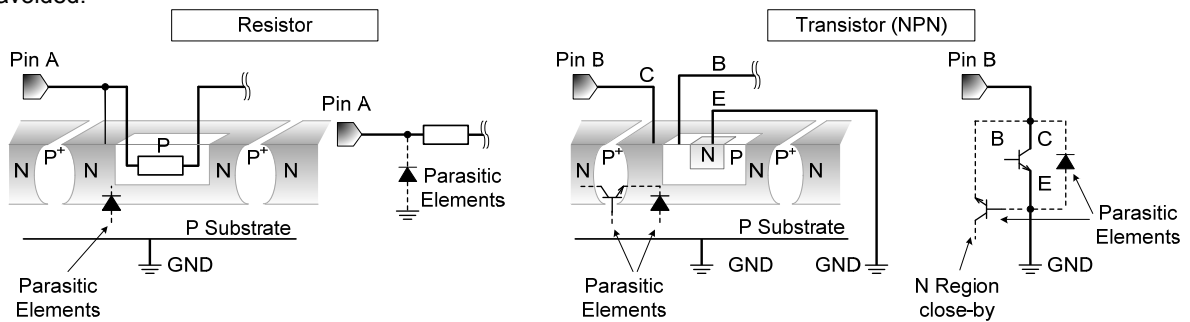 Resistor
Transistor (NPN)
Pin A
Pin A
N
P+
N
P
N
P+
N
Parasitic
Elements
P Substrate
GND
Parasitic
Elements
Pin B
C
B
E
N
P+
N
N
P
N
P+
N
P Substrate
GND
GND
Parasitic
Elements
Pin B
B
C
E
Parasitic
Elements
GND
N Region
close-by